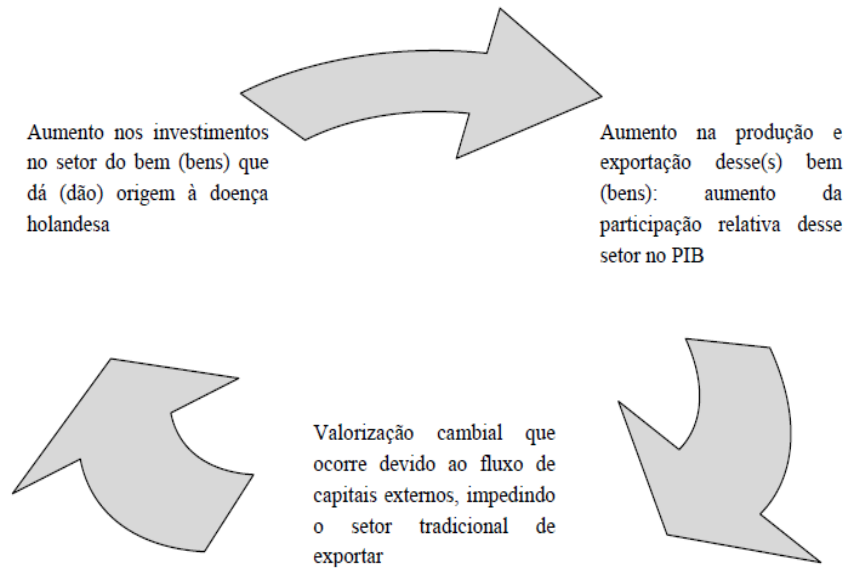 Aumento nos investimentos
no setor do bem (bens) que
dá (dão) origem à doença
holandesa
Aumento na produção e
exportação desse(s) bem
(bens): aumento da
participação relativa desse
setor no PIB
Valorização cambial que
ocorre devido ao fluxo de
capitais externos, impedindo
o setor tradicional de
exportar